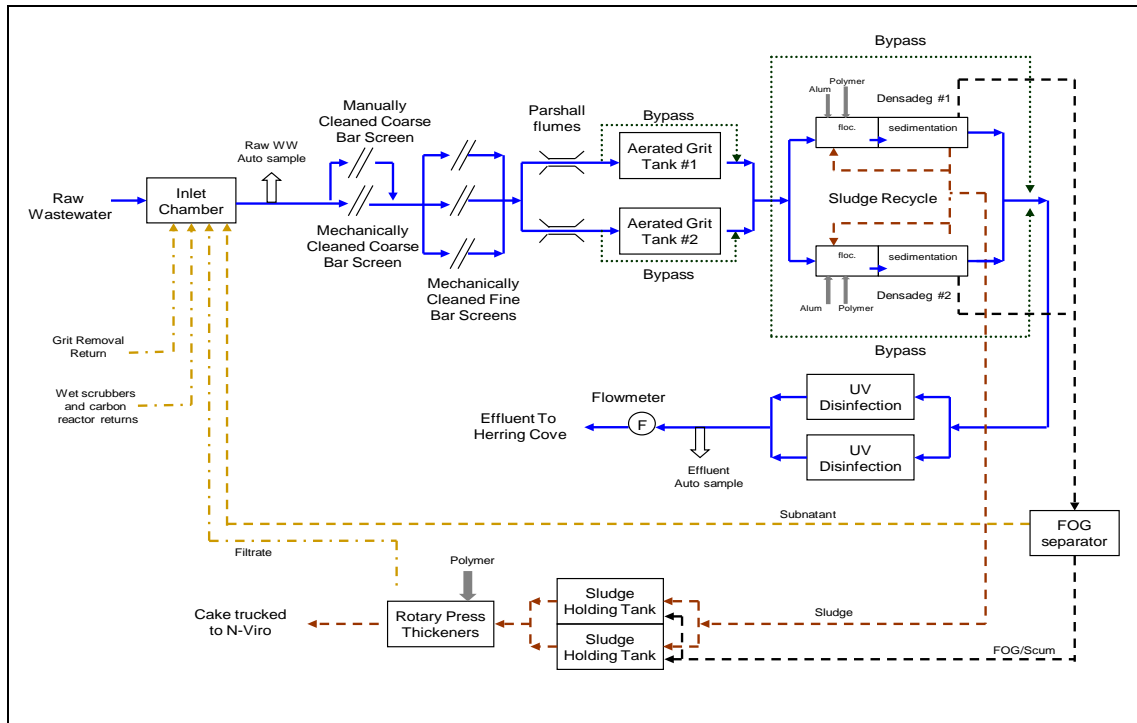 Bypass
Polymer
Alum
Densadeg #1
floc.
sedimentation
Manually
Cleaned Coarse
Bar Screen
Parshall
flumes
Bypass
Raw WW
Auto sample
Aerated Grit
Tank #1
Raw
Wastewater
Inlet
Chamber
Sludge Recycle
Mechanically
Cleaned Coarse
Bar Screen
Aerated Grit
Tank #2
Bypass
Mechanically
Cleaned Fine
Bar Screens
floc.
sedimentation
Alum
Polymer
Densadeg #2
Bypass
Grit Removal
Return
Wet scrubbers
and carbon
reactor returns
UV
Disinfection
Flowmeter
Effluent To
Herring Cove
F
UV
Disinfection
Effluent
Auto sample
Subnatant
FOG
separator
Filtrate
Polymer
Sludge
Holding Tank
Cake trucked
to N-Viro
Rotary Press
Thickeners
Sludge
Sludge
Holding Tank
FOG/Scum